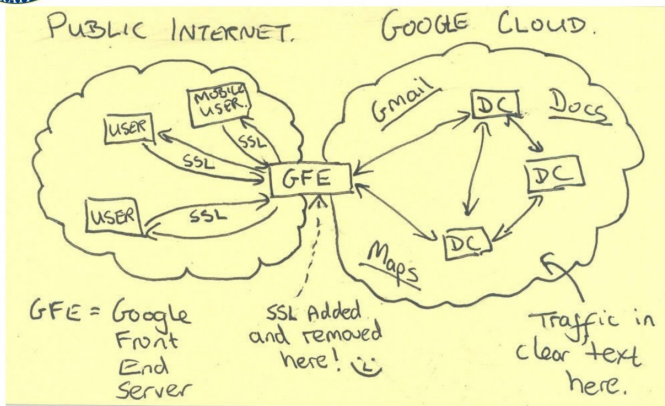 PUBLIC INTERNET.
GOOGLE CLOUD.
MOBILE
USER.
USER
SSL
SSL
USER
SSL
GFE
Gmail
DC
Docs
DC
DC
Maps
GFE = Google
Front
End
Server
SSL Added
and removed
here!
Traffic in
clear text
here.